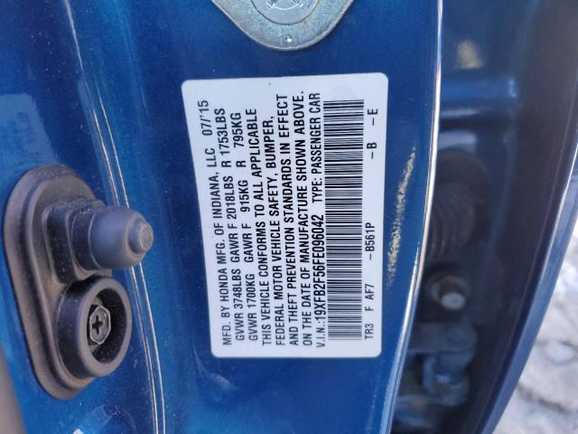 MFD. BY HONDA MFG. OF INDIANA, LLC 07/'15
GVWR 3748LBS GAWR F 2018LBS R 1753LBS
GVWR 1700KG GAWR F 915KG R 795KG
THIS VEHICLE CONFORMS TO ALL APPLICABLE
FEDERAL MOTOR VEHICLE SAFETY, BUMPER,
AND THEFT PREVENTION STANDARDS IN EFFECT
ON THE DATE OF MANUFACTURE SHOWN ABOVE.
V.I.N.:19XFB2F56FE096042 TYPE: PASSENGER CAR
TR3 F AF7 -B561P -B -E